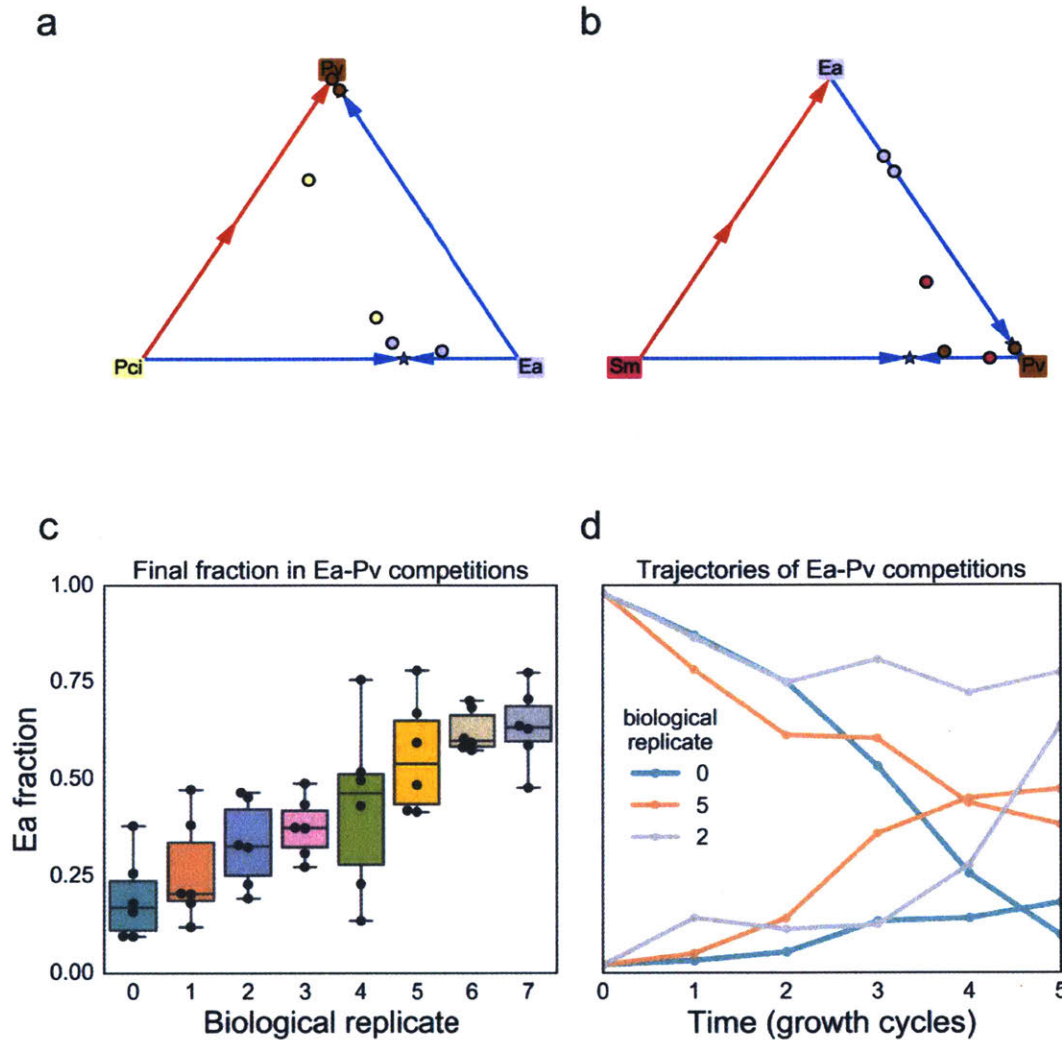 a
b
Pv
Ea
Pci
Ea
Sm
Pv
c
d
Final fraction in Ea-Pv competitions
Trajectories of Ea-Pv competitions
1.00
0.75
0.50
0.25
0.00
Ea fraction
biological
replicate
0
5
2
0 1 2 3 4 5 6 7
0 1 2 3 4 5
Biological replicate
Time (growth cycles)